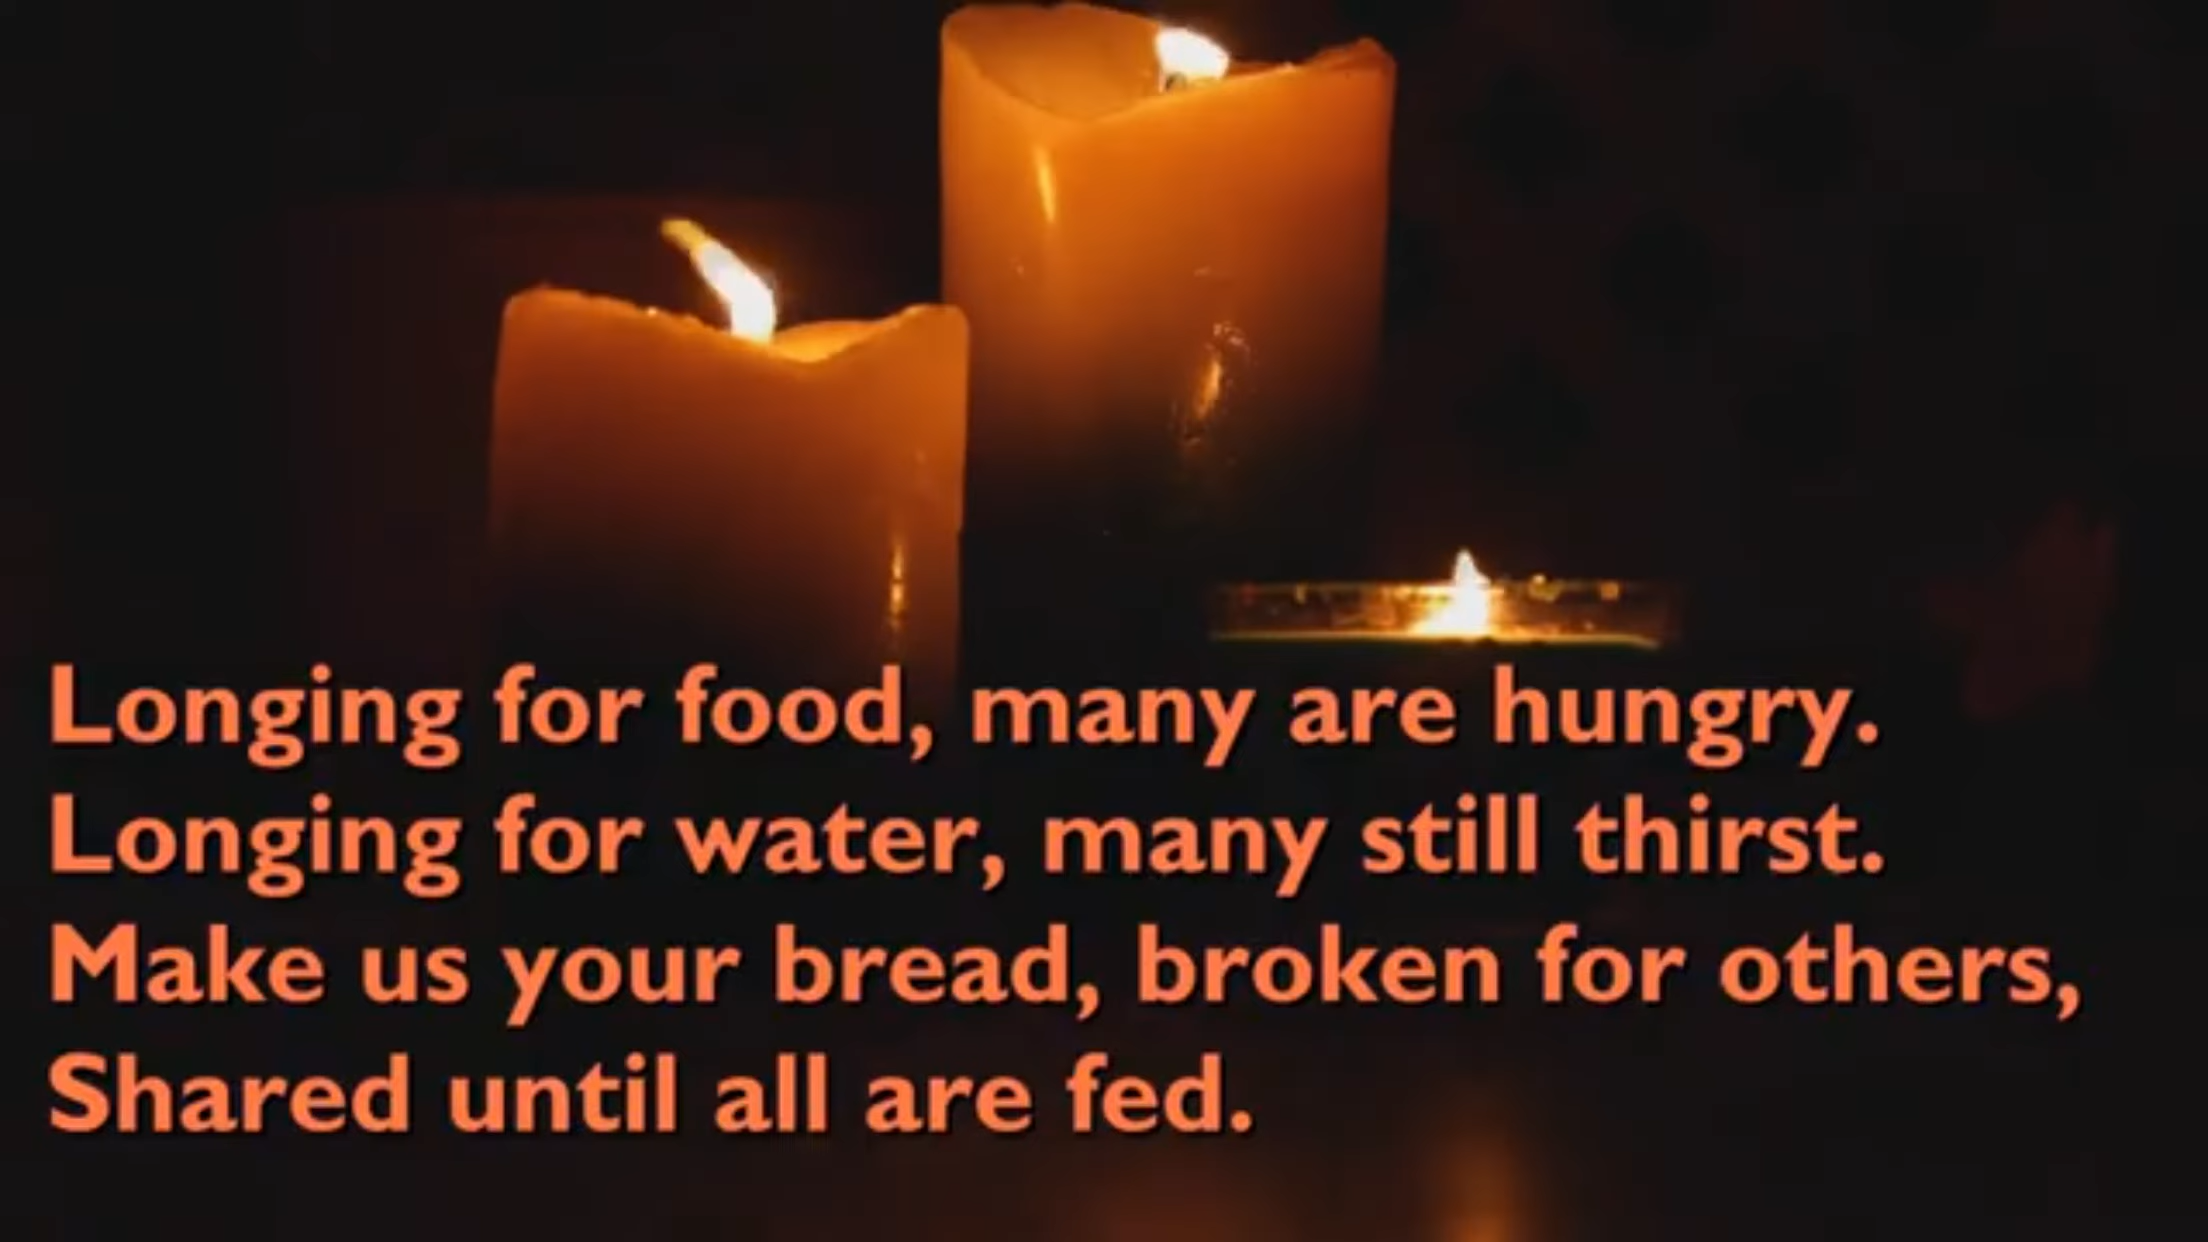 Longing for food, many are hungry.
Longing for water, many still thirst.
Make us your bread, broken for others,
Shared until all are fed.